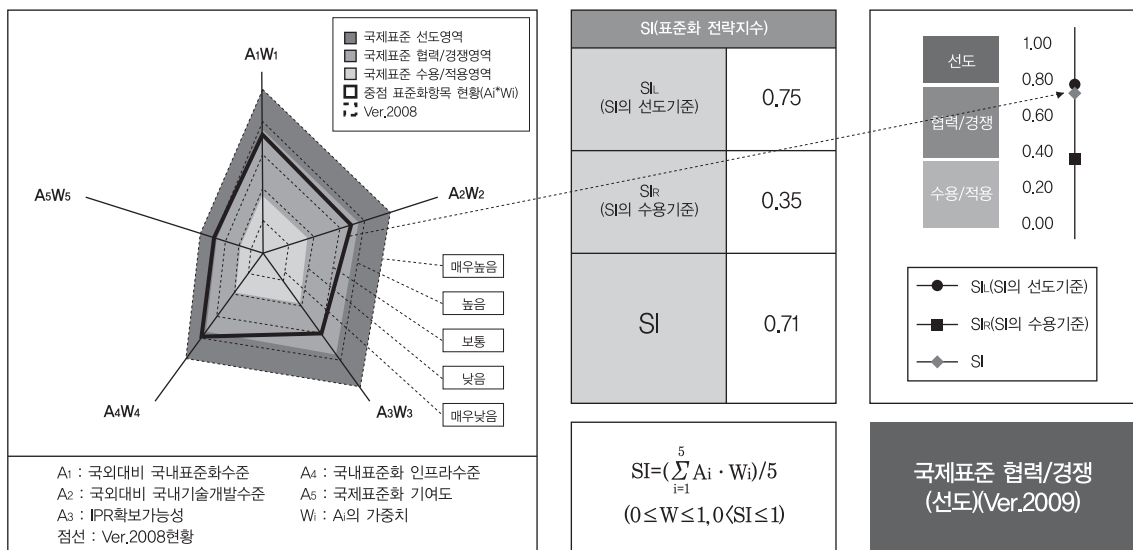 A1W1
A2W2
A3W3
A4W4
A5W5
국제표준 선도영역
국제표준 협력/경쟁영역
국제표준 수용/적용영역
중점 표준화항목 현황(Ai*Wi)
Ver.2008
매우높음
높음
보통
낮음
매우낮음
A1 : 국외대비 국내표준화수준
A2 : 국외대비 국내기술개발수준
A3 : IPR확보가능성
점선 : Ver.2008현황
A4 : 국내표준화 인프라수준
A5 : 국제표준화 기여도
Wi : Ai의 가중치
SI(표준화 전략지수)
SIL
(SI의 선도기준)
0.75
SIR
(SI의 수용기준)
0.35
SI
0.71
SI=(5∑i=1 Ai · Wi)/5
(0≤W≤1, 0<SI≤1)
선도
협력/경쟁
수용/적용
1.00
0.80
0.60
0.40
0.20
0.00
SIL(SI의 선도기준)
SIR(SI의 수용기준)
SI
국제표준 협력/경쟁
(선도)(Ver.2009)